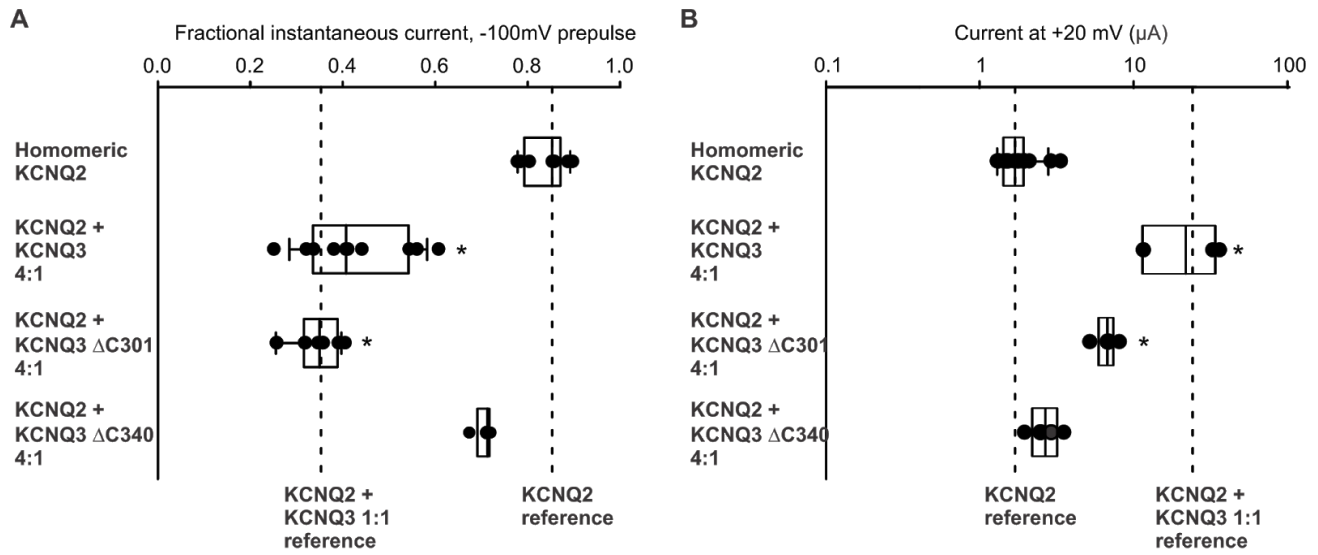 A
Fractional instantaneous current, -100mV prepulse
0.0 0.2 0.4 0.6 0.8 1.0
Homomeric
KCNQ2
KCNQ2 +
KCNQ3
4:1
*
KCNQ2 +
KCNQ3 ΔC301
4:1
*
KCNQ2 +
KCNQ3 ΔC340
4:1
KCNQ2 +
KCNQ3 1:1
reference
KCNQ2
reference
B
Current at +20 mV (μA)
0.1 1 10 100
Homomeric
KCNQ2
KCNQ2 +
KCNQ3
4:1
*
KCNQ2 +
KCNQ3 ΔC301
4:1
*
KCNQ2 +
KCNQ3 ΔC340
4:1
KCNQ2
reference
KCNQ2 +
KCNQ3 1:1
reference